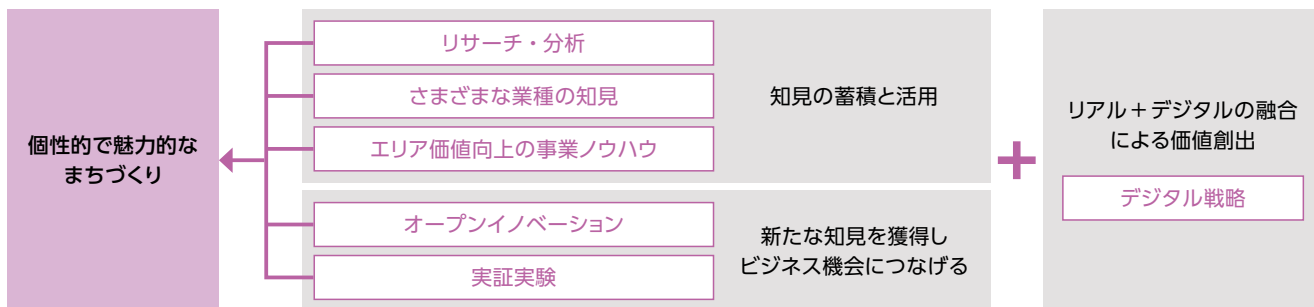 個性的で魅力的な
まちづくり
リサーチ・分析
さまざまな業種の知見
エリア価値向上の事業ノウハウ
知見の蓄積と活用
オープンイノベーション
実証実験
新たな知見を獲得し
ビジネス機会につなげる
リアル＋デジタルの融合
による価値創出
デジタル戦略